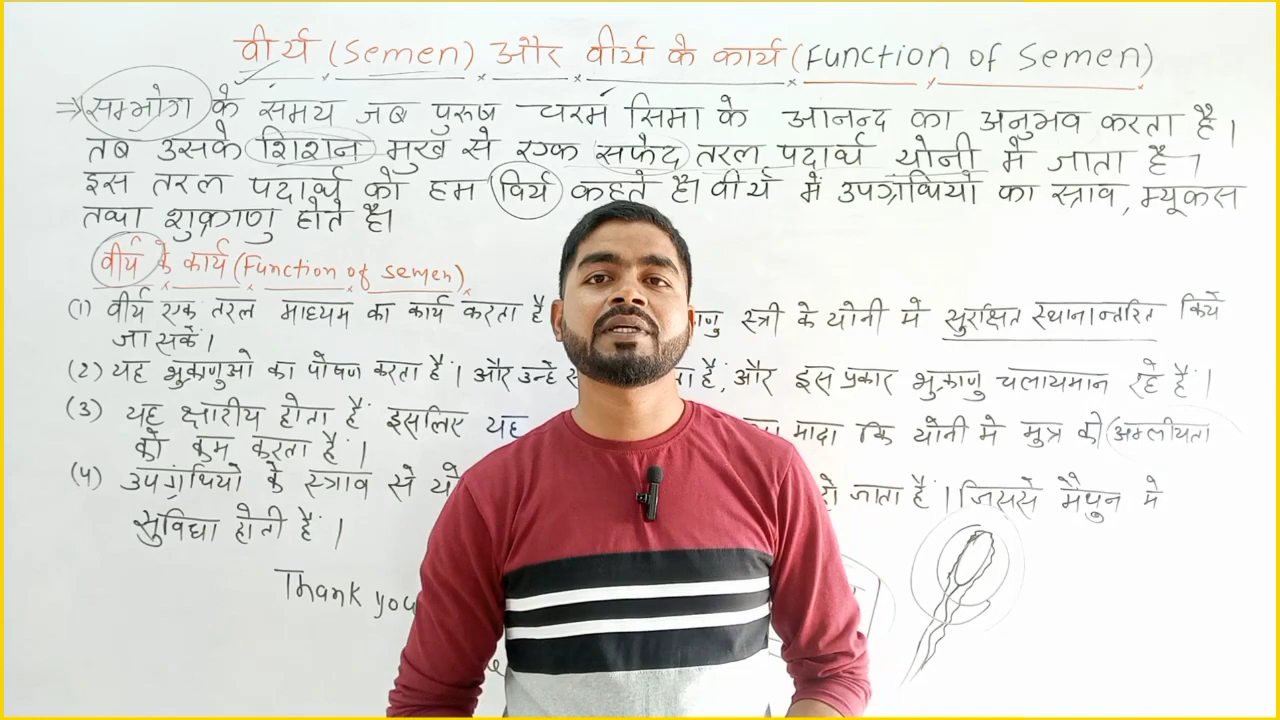 वीर्य (Semen) और वीर्य के कार्य (Function of Semen)
⇒ सम्भोग के समय जब पुरुष चरम सिमा के आनन्द का अनुभव करता है।
तब उसके शिशन मुख से एक सफेद तरल पदार्थ योनी में जाता है।
इस तरल पदार्थ को हम विर्य कहते है। वीर्य में उपग्रंथियो का स्त्राव, म्यूकस
तथा शुक्राणु होते है।
वीर्य के कार्य (Function of semen)
(1) वीर्य एक तरल माध्यम का कार्य करता है स्त्री के योनी में सुरक्षित स्थानान्तरित किये
जा सकें।
(2) यह शुक्राणुओ का पोषण करता है। और उन्हे है, और इस प्रकार शुक्राणु चलायमान रहे है।
(3) यह क्षारीय होता है इसलिए यह मादा कि योनी में मुत्र की अम्लीयता
को कम करता है।
(4) उपग्रंथियो के स्त्राव से जाता है। जिससे मैथुन मे
सुविधा होती है।
Thank you